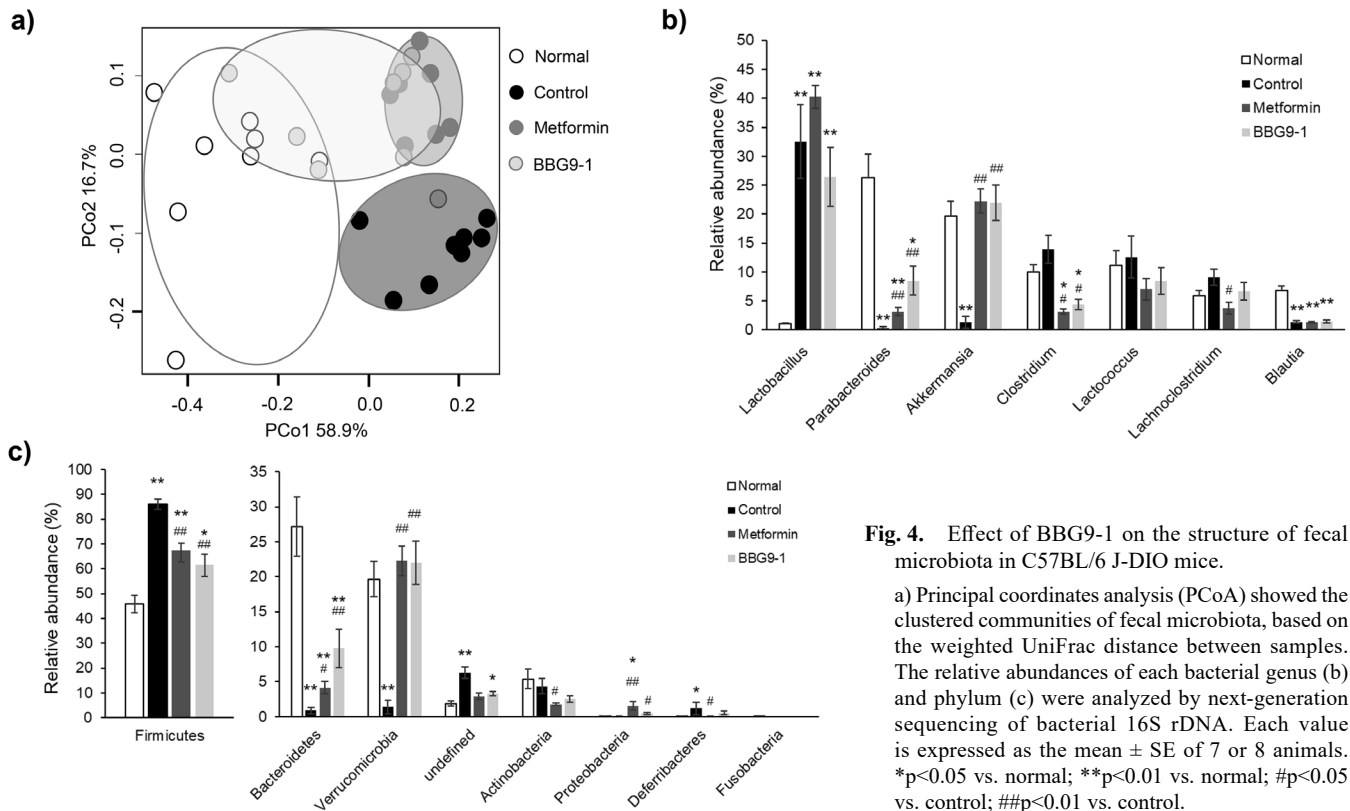 a)
PCo2 16.7%
0.1
0.0
-0.1
-0.2
-0.4
-0.2
0.0
0.2
PCo1 58.9%
Normal
Control
Metformin
BBG9-1
b)
Relative abundance (%)
50
45
40
35
30
25
20
15
10
5
0
Normal
Control
Metformin
BBG9-1
** ** **
** ** ## * ##
** ## ##
* # * #
#
** ** **
Lactobacillus
Parabacteroides
Akkermansia
Clostridium
Lactococcus
Lachnoclostridium
Blautia
c)
Relative abundance (%)
100
90
80
70
60
50
40
30
20
10
0
** ** ## * ##
Firmicutes
35
30
25
20
15
10
5
0
Normal
Control
Metformin
BBG9-1
** ** # ** ##
** ## ##
** *
#
* ## #
* #
Bacteroidetes
Verrucomicrobia
undefined
Actinobacteria
Proteobacteria
Deferribacteres
Fusobacteria
Fig. 4. Effect of BBG9-1 on the structure of fecal
microbiota in C57BL/6 J-DIO mice.
a) Principal coordinates analysis (PCoA) showed the
clustered communities of fecal microbiota, based on
the weighted UniFrac distance between samples.
The relative abundances of each bacterial genus (b)
and phylum (c) were analyzed by next-generation
sequencing of bacterial 16S rDNA. Each value
is expressed as the mean ± SE of 7 or 8 animals.
*p<0.05 vs. normal; **p<0.01 vs. normal; #p<0.05
vs. control; ##p<0.01 vs. control.